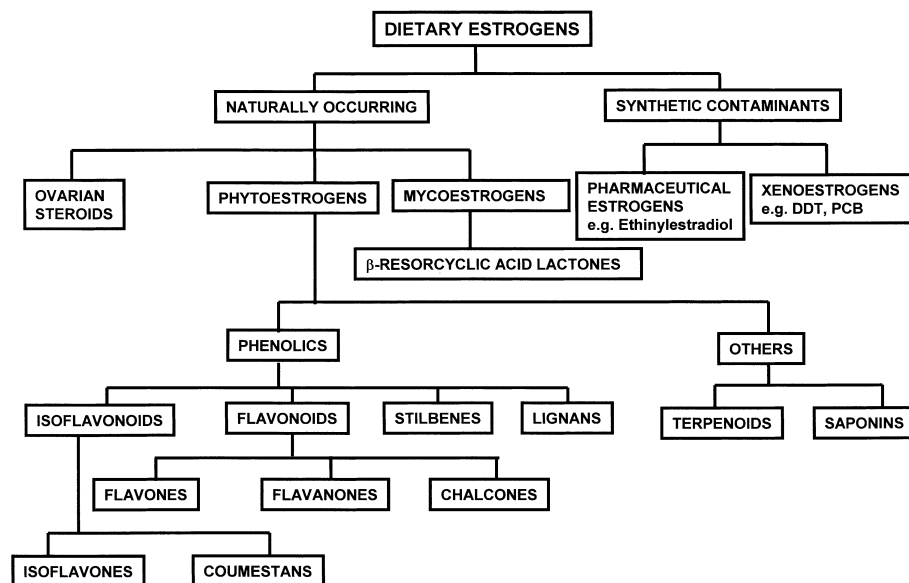 DIETARY ESTROGENS
NATURALLY OCCURRING
SYNTHETIC CONTAMINANTS
OVARIAN
STEROIDS
PHYTOESTROGENS
MYCOESTROGENS
PHARMACEUTICAL
ESTROGENS
e.g. Ethinylestradiol
XENOESTROGENS
e.g. DDT, PCB
β-RESORCYCLIC ACID LACTONES
PHENOLICS
OTHERS
ISOFLAVONOIDS
FLAVONOIDS
STILBENES
LIGNANS
TERPENOIDS
SAPONINS
FLAVONES
FLAVANONES
CHALCONES
ISOFLAVONES
COUMESTANS